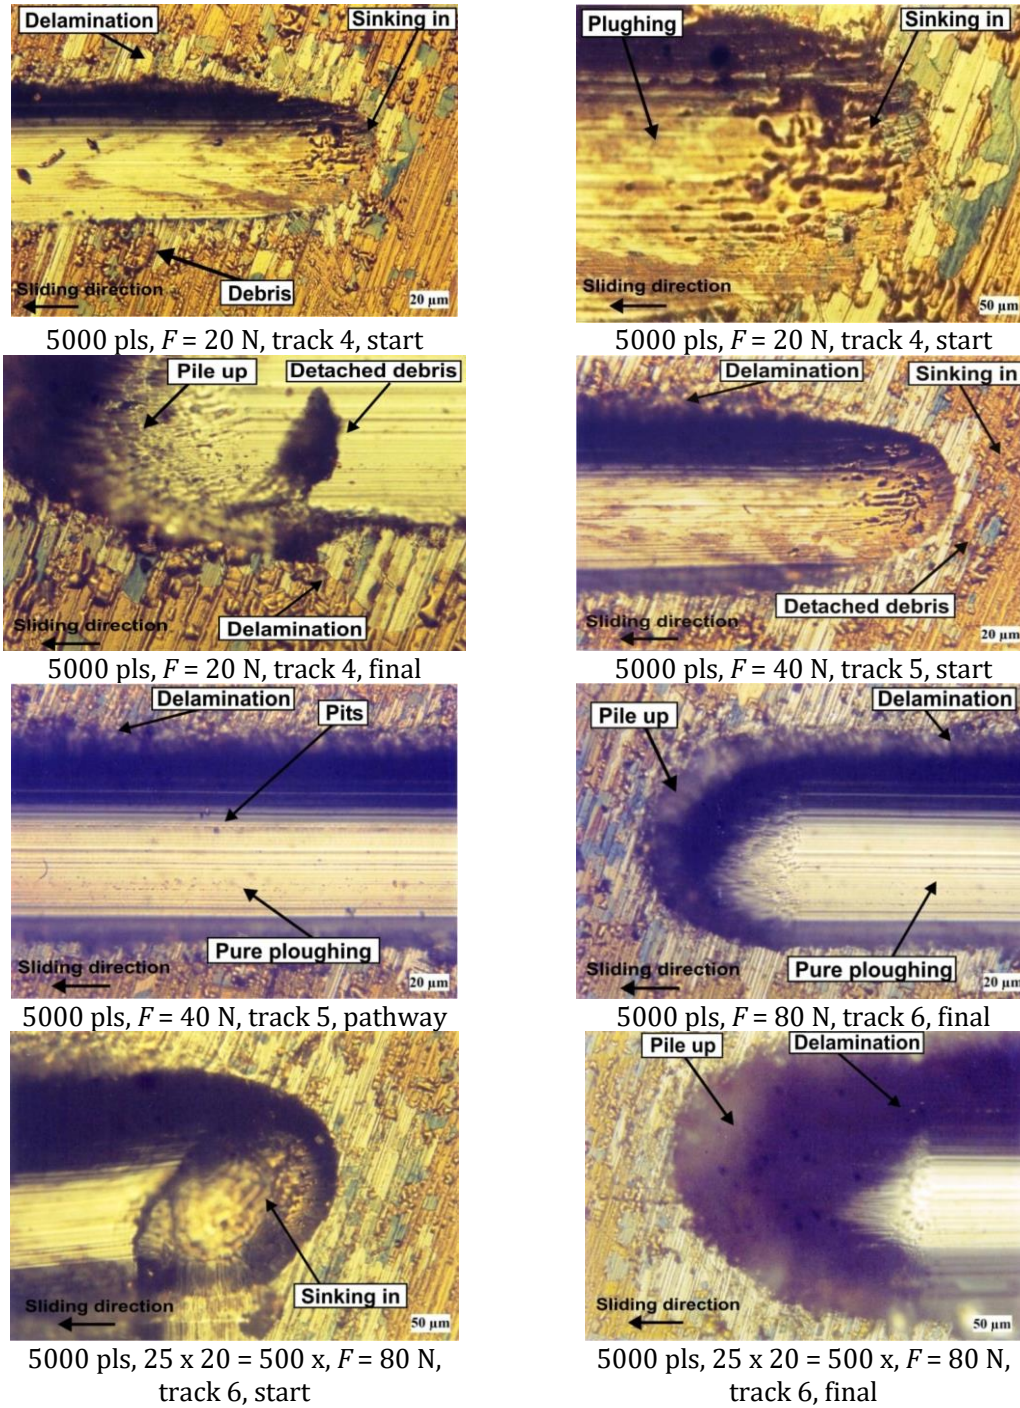 Delamination
Sinking in
Debris
Sliding direction
20 µm
5000 pls, F = 20 N, track 4, start
Plughing
Sinking in
Sliding direction
50 µm
5000 pls, F = 20 N, track 4, start
Pile up
Detached debris
Sliding direction
Delamination
5000 pls, F = 20 N, track 4, final
Delamination
Sinking in
Detached debris
Sliding direction
20 µm
5000 pls, F = 40 N, track 5, start
Delamination
Pits
Pure ploughing
Sliding direction
20 µm
5000 pls, F = 40 N, track 5, pathway
Pile up
Delamination
Sliding direction
Pure ploughing
20 µm
5000 pls, F = 80 N, track 6, final
Sinking in
Sliding direction
50 µm
5000 pls, 25 x 20 = 500 x, F = 80 N,
track 6, start
Pile up
Delamination
Sliding direction
50 µm
5000 pls, 25 x 20 = 500 x, F = 80 N,
track 6, final